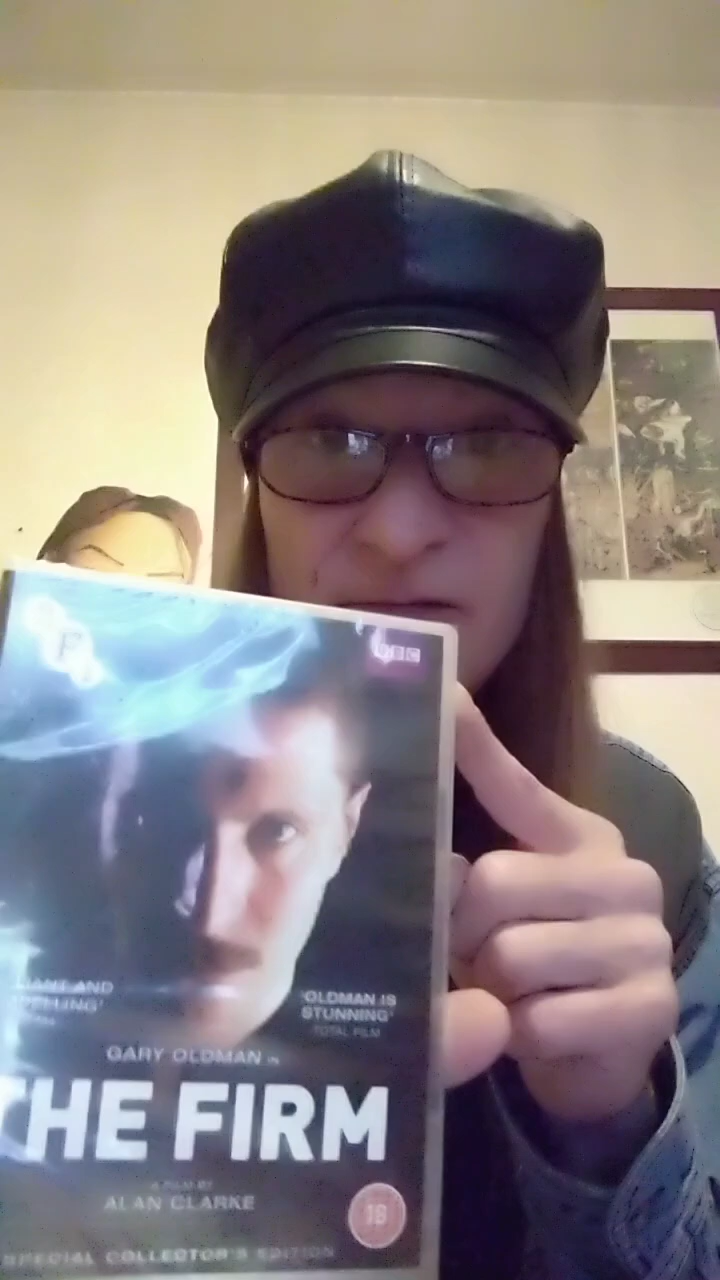 BFI
BBC
'OLDMAN IS
STUNNING'
TOTAL FILM
GARY OLDMAN IN
THE FIRM
A FILM BY
ALAN CLARKE
18
SPECIAL COLLECTOR'S EDITION